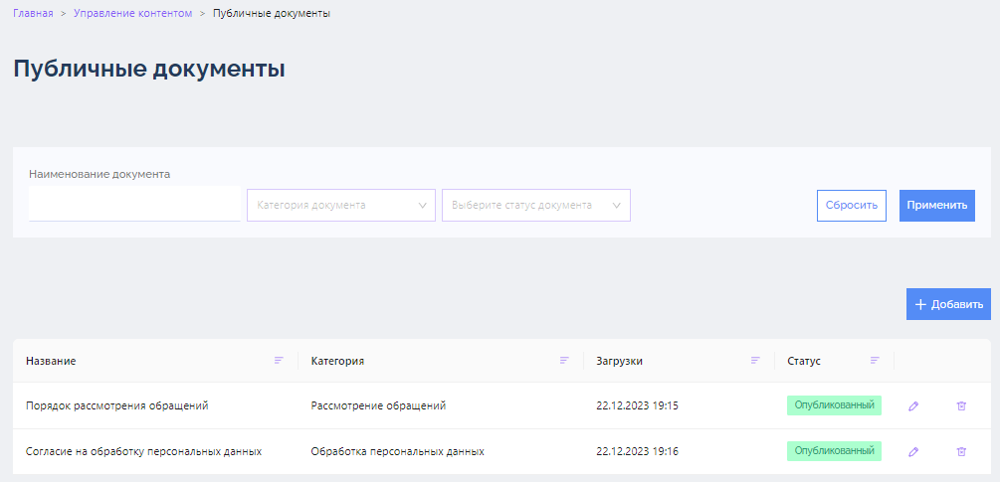 Главная > Управление контентом > Публичные документы
Публичные документы
Наименование документа
Категория документа Выберите статус документа Сбросить Применить
+ Добавить
Название Категория Загрузки Статус
Порядок рассмотрения обращений Рассмотрение обращений 22.12.2023 19:15 Опубликованный
Согласие на обработку персональных данных Обработка персональных данных 22.12.2023 19:16 Опубликованный